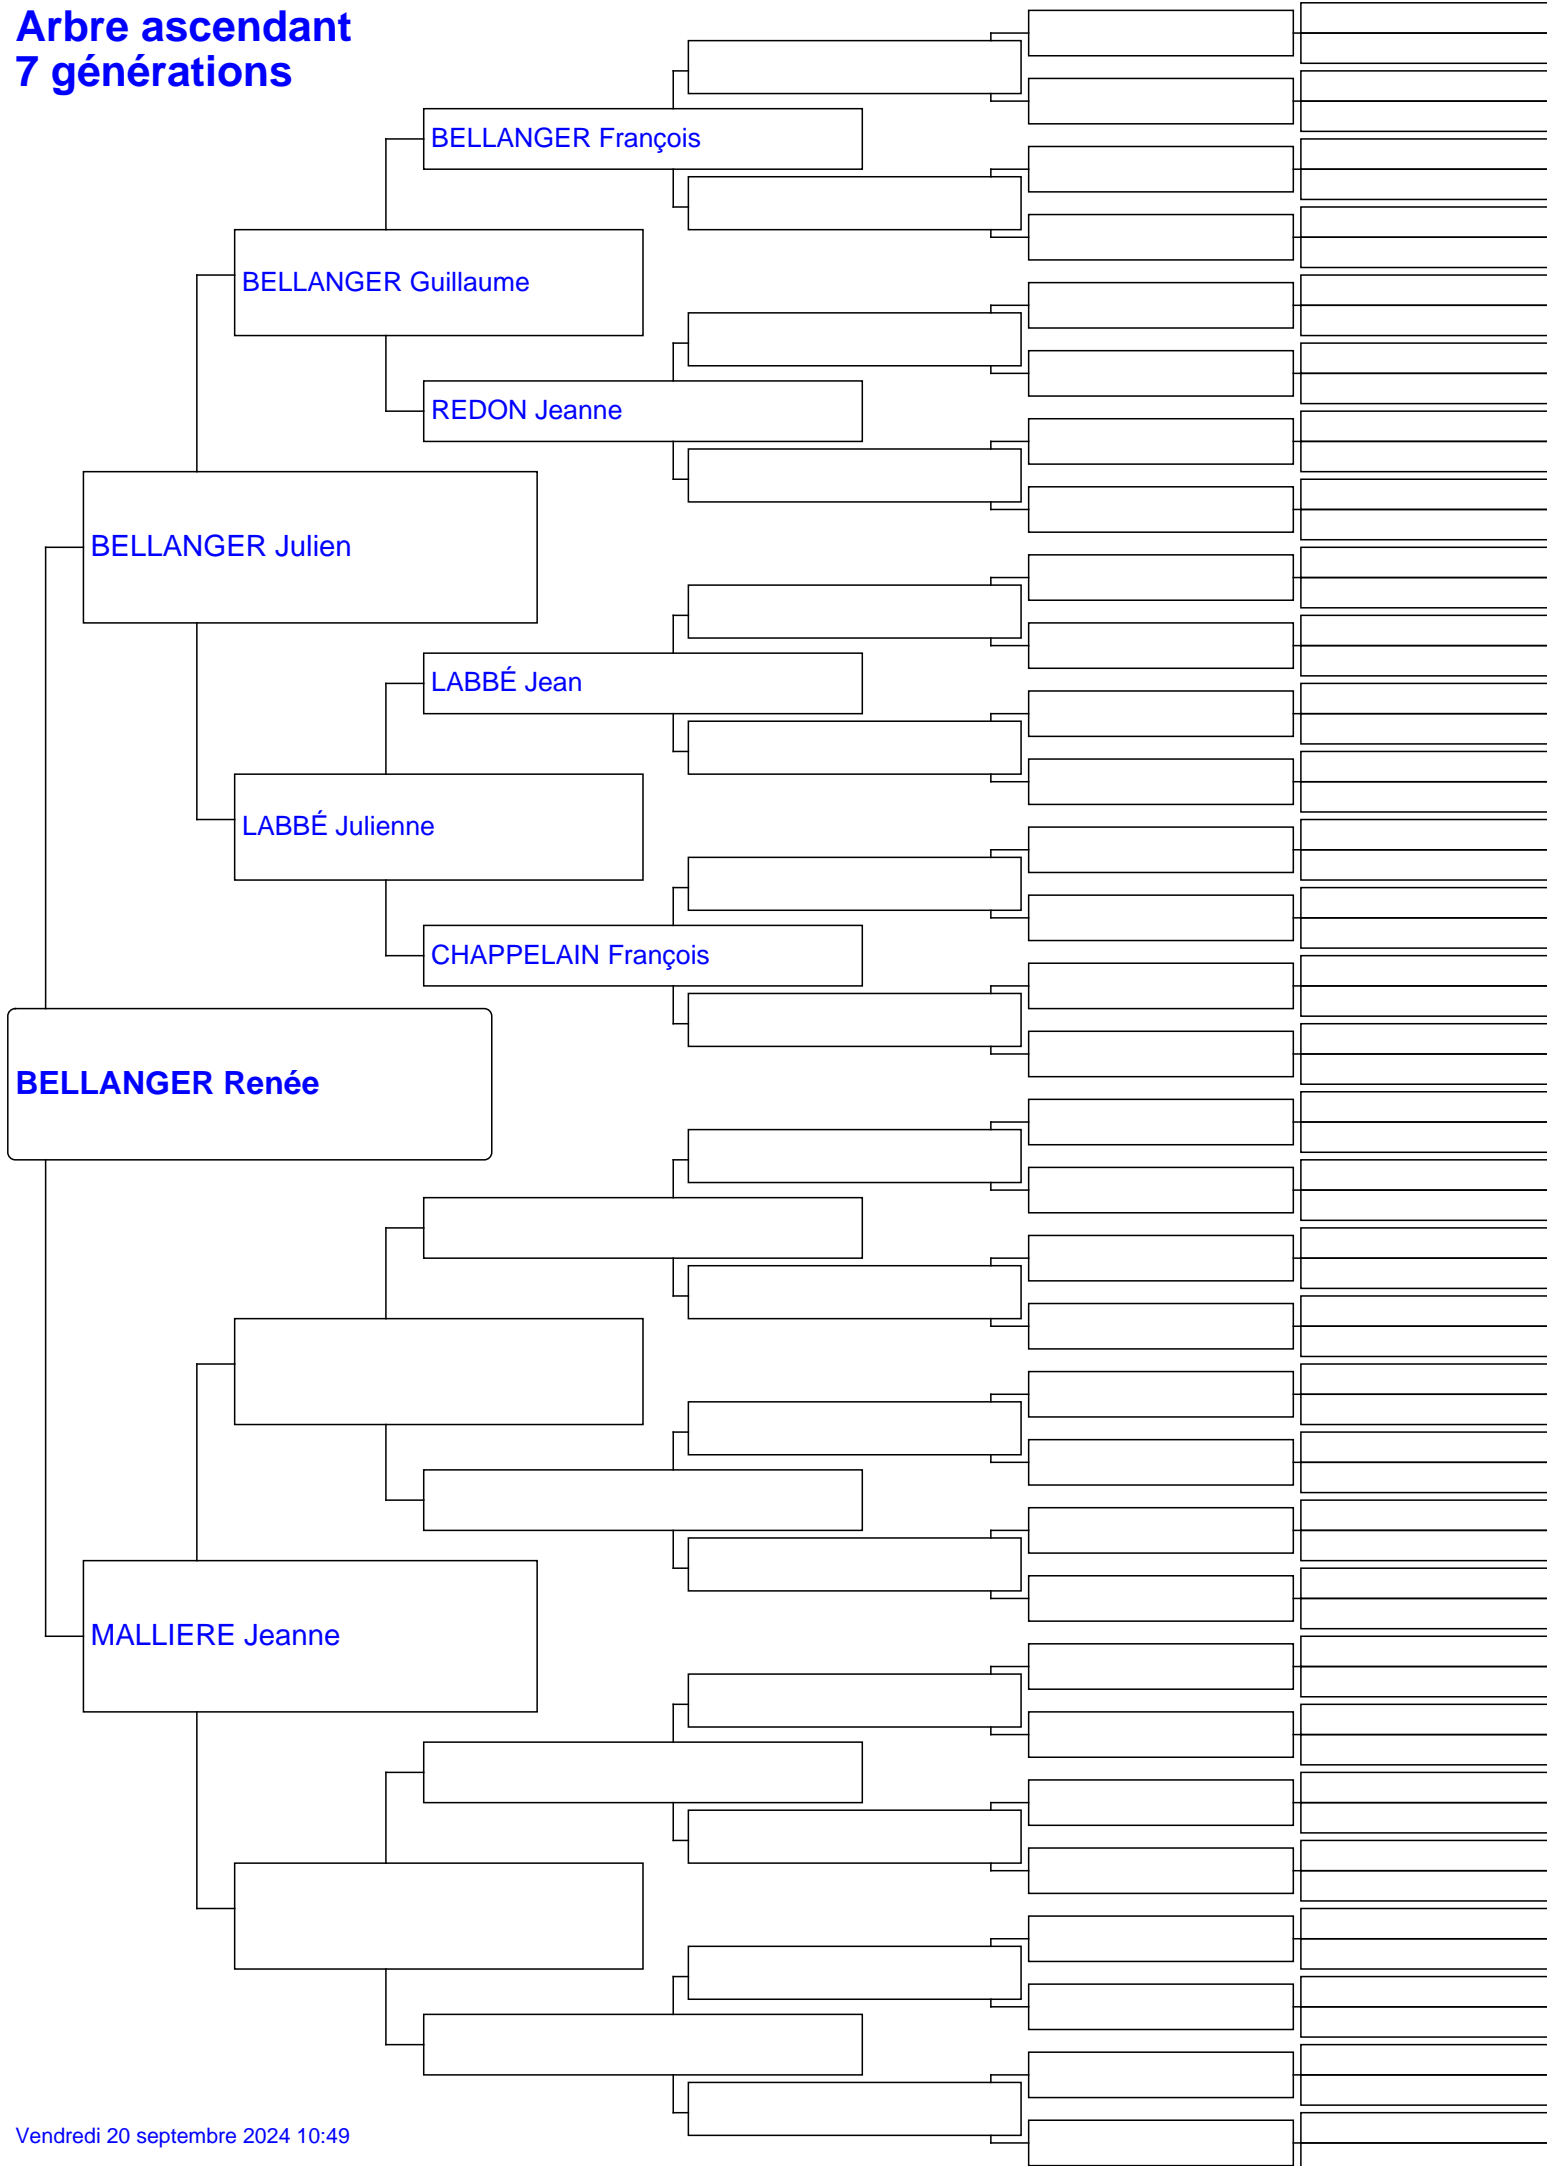 Arbre ascendant
7 générations
BELLANGER François
BELLANGER Guillaume
REDON Jeanne
BELLANGER Julien
LABBÉ Jean
LABBÉ Julienne
CHAPPELAIN François
BELLANGER Renée
MALLIERE Jeanne
Vendredi 20 septembre 2024 10:49